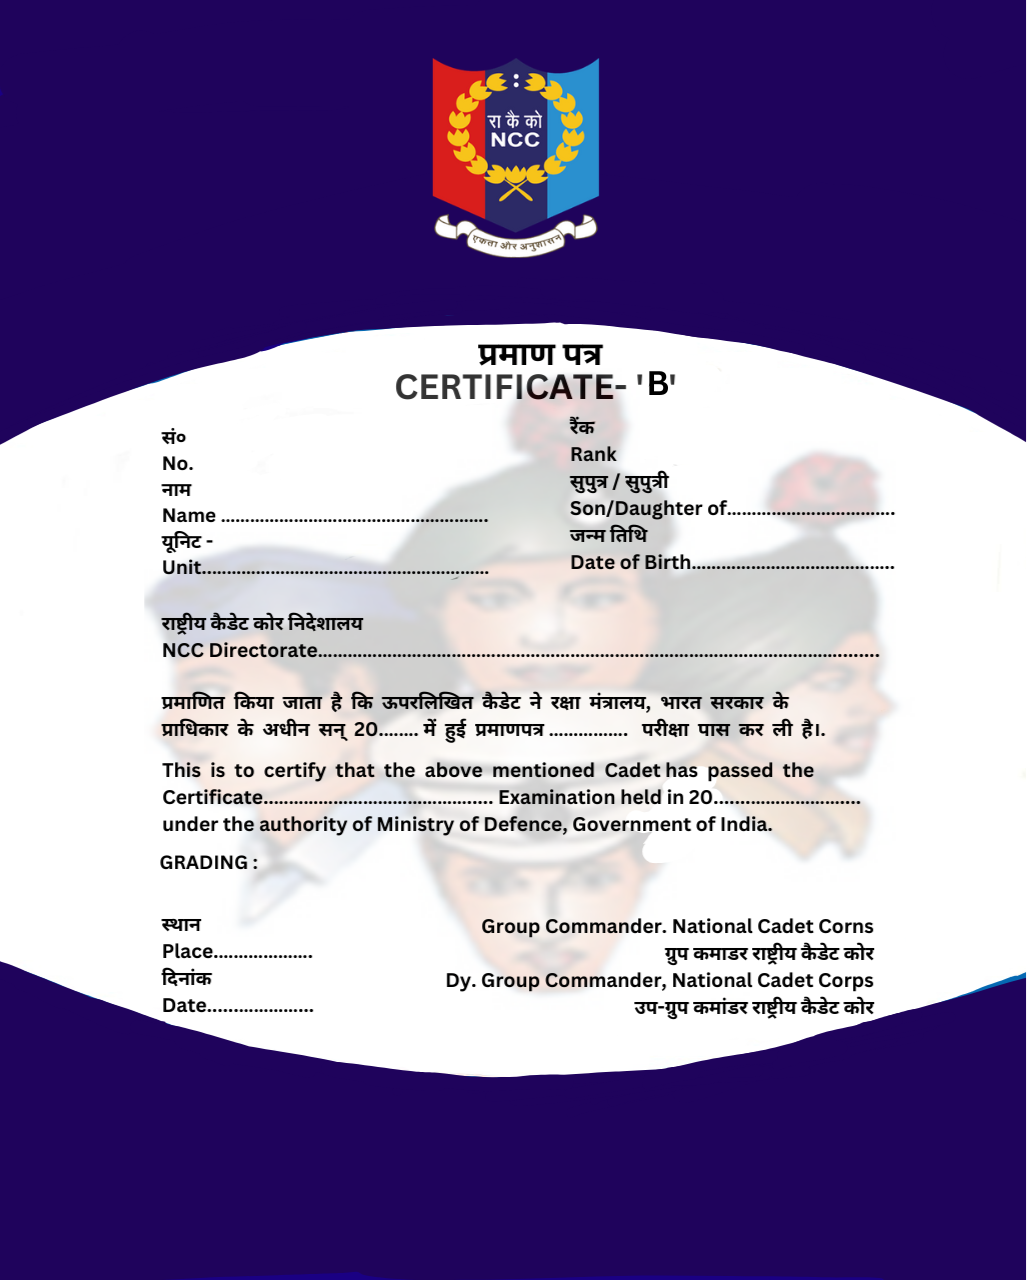 रा कै को
NCC
एकता और अनुशासन
प्रमाण पत्र
CERTIFICATE- 'B'
सं०
No.
नाम
Name ......................................................
यूनिट -
Unit..........................................................
रैंक
Rank
सुपुत्र / सुपुत्री
Son/Daughter of..................................
जन्म तिथि
Date of Birth.........................................
राष्ट्रीय कैडेट कोर निदेशालय
NCC Directorate.................................................................................................................
प्रमाणित किया जाता है कि ऊपरलिखित कैडेट ने रक्षा मंत्रालय, भारत सरकार के
प्राधिकार के अधीन सन् 20........ में हुई प्रमाणपत्र ................ परीक्षा पास कर ली है।.
This is to certify that the above mentioned Cadet has passed the
Certificate............................................. Examination held in 20............................
under the authority of Ministry of Defence, Government of India.
GRADING :
स्थान
Place...................
दिनांक
Date.....................
Group Commander. National Cadet Corns
ग्रुप कमाडर राष्ट्रीय कैडेट कोर
Dy. Group Commander, National Cadet Corps
उप-ग्रुप कमांडर राष्ट्रीय कैडेट कोर